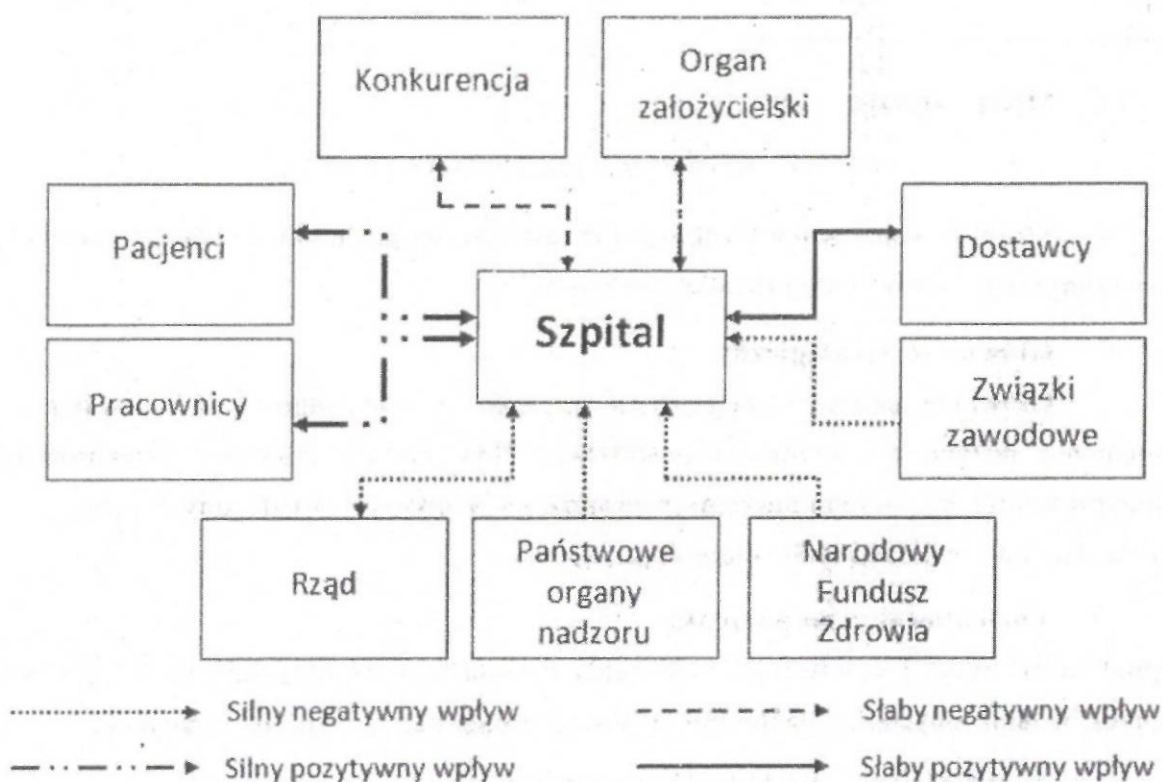 Konkurencja
Organ
założycielski
Pacjenci
Dostawcy
Szpital
Pracownicy
Związki
zawodowe
Rząd
Państwowe
organy
nadzoru
Narodowy
Fundusz
Zdrowia
Silny negatywny wpływ
Słaby negatywny wpływ
Silny pozytywny wpływ
Słaby pozytywny wpływ